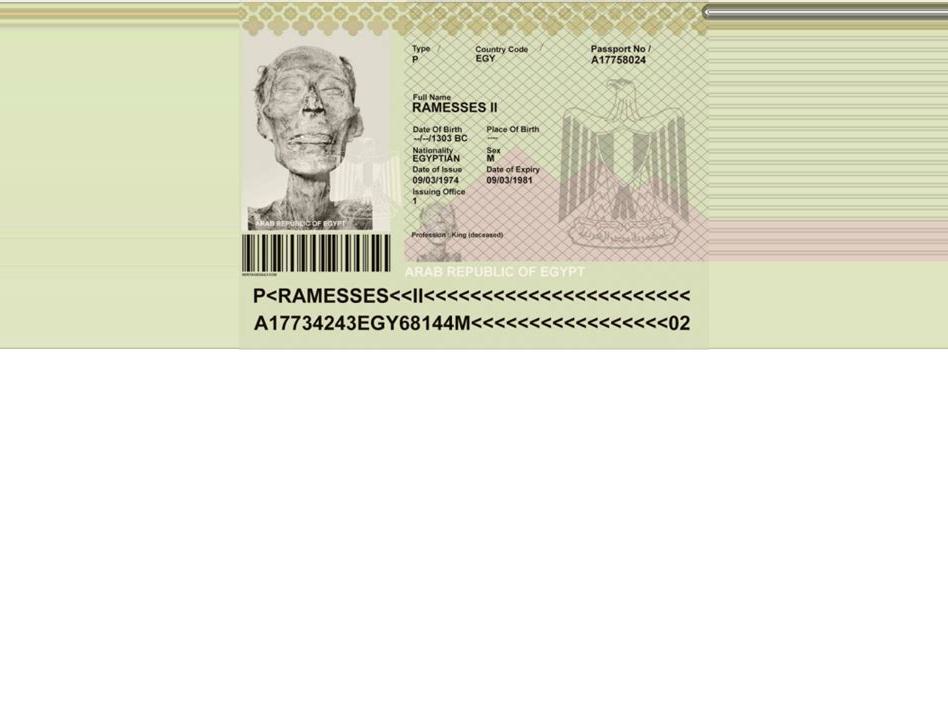 Type / Country Code / Passport No /
P EGY A17758024
Full Name
RAMESSES II
Date Of Birth Place Of Birth
--/--/1303 BC ----
Nationality Sex
EGYPTIAN M
Date of Issue Date of Expiry
09/03/1974 09/03/1981
Issuing Office
1
ARAB REPUBLIC OF EGYPT
Profession : King (deceased)
ARAB REPUBLIC OF EGYPT
P<RAMESSES<<II<<<<<<<<<<<<<<<<<<<<<<<
A17734243EGY68144M<<<<<<<<<<<<<<<<<02